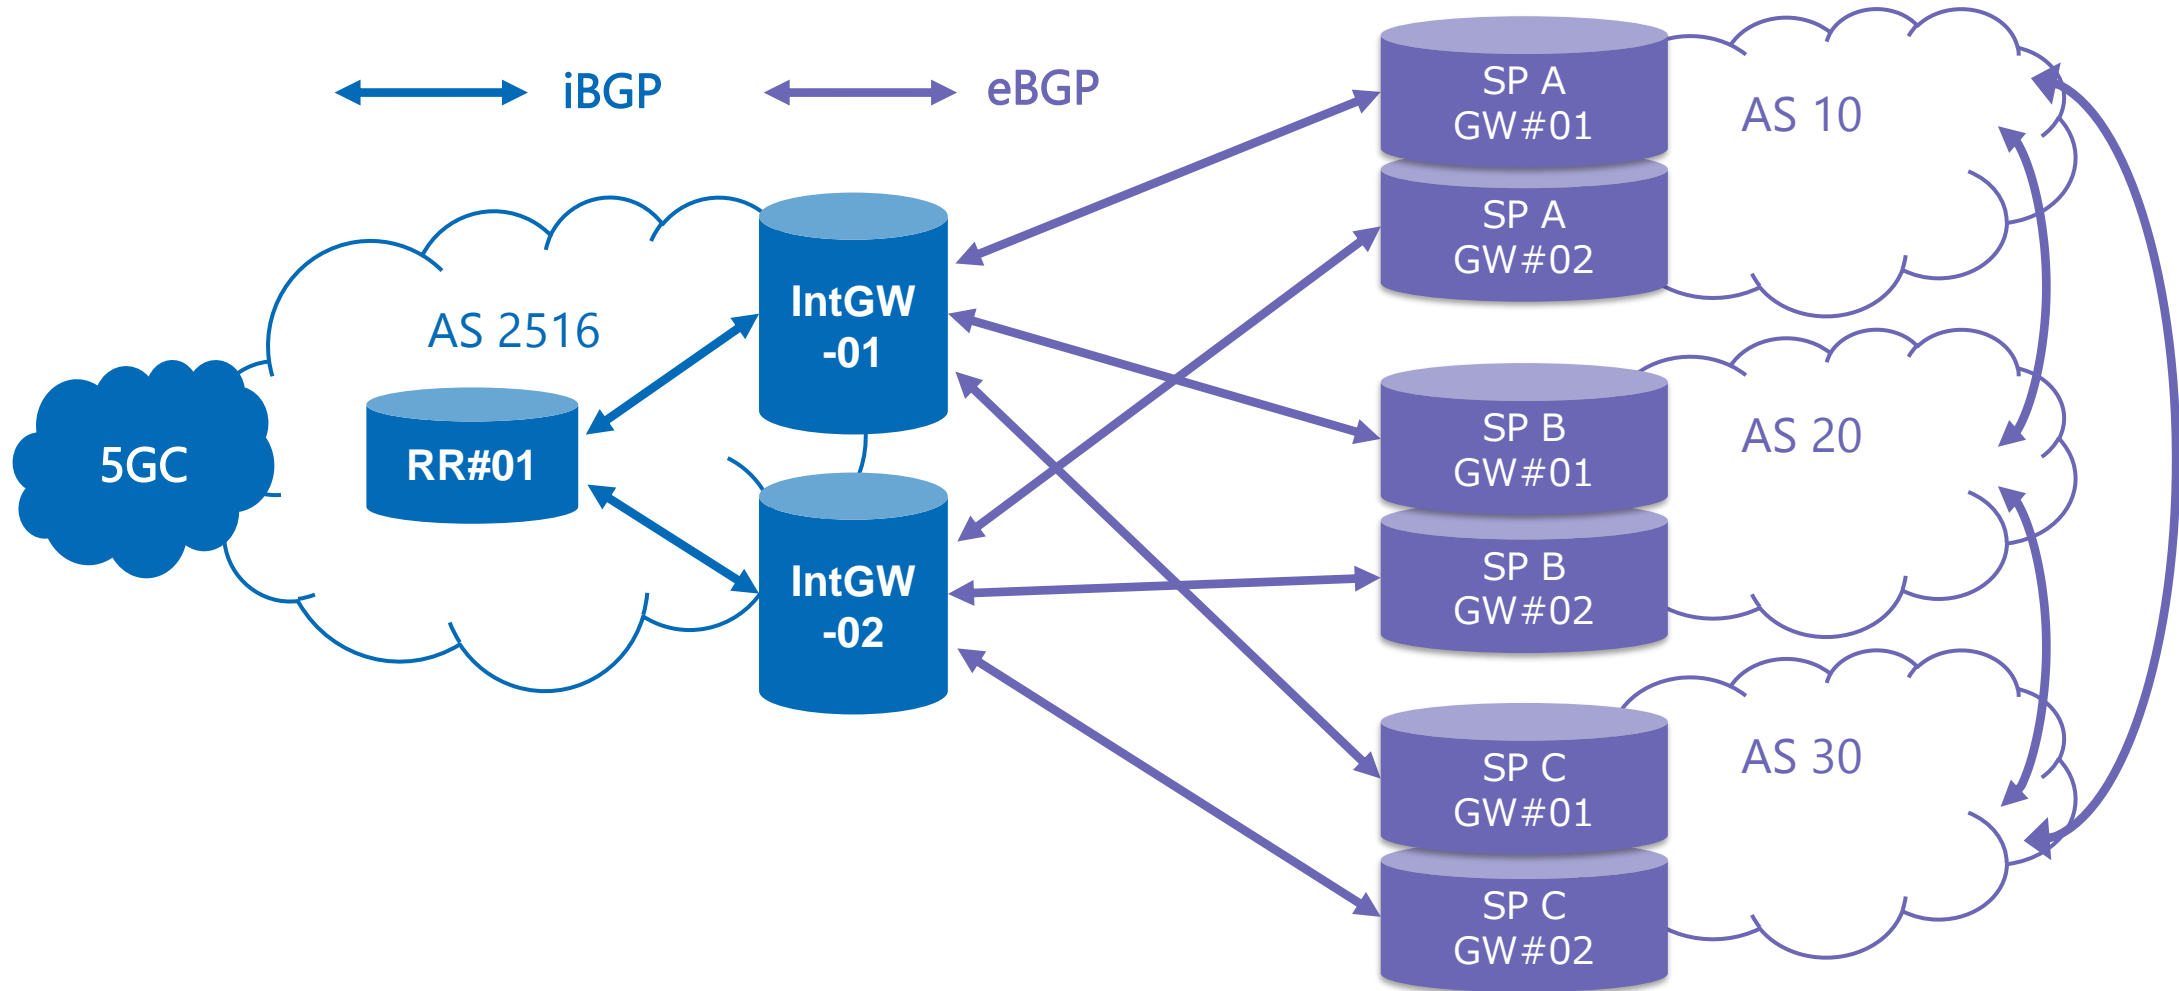 iBGP
eBGP
SP A
GW#01
AS 10
SP A
GW#02
IntGW
-01
AS 2516
5GC
RR#01
SP B
GW#01
AS 20
SP B
GW#02
IntGW
-02
SP C
GW#01
AS 30
SP C
GW#02